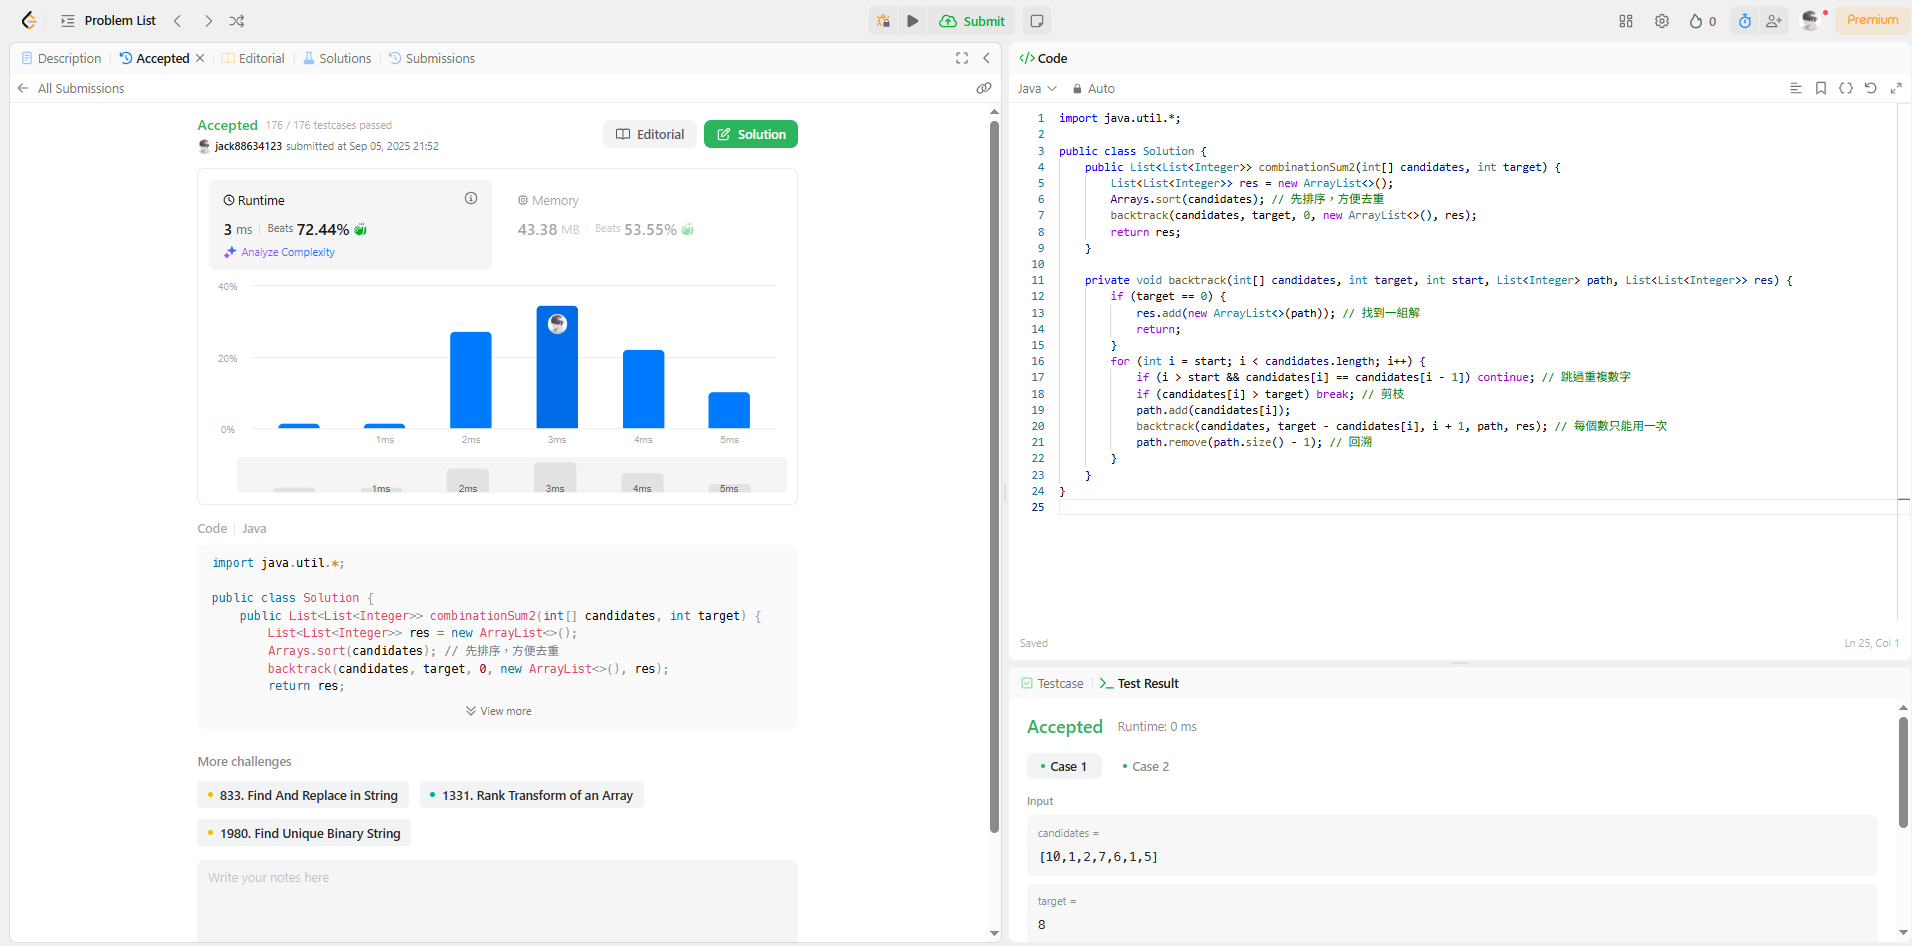 Problem List
Submit
0
Premium
Description
Accepted
Editorial
Solutions
Submissions
All Submissions
Accepted 176 / 176 testcases passed
jack88634123 submitted at Sep 05, 2025 21:52
Editorial
Solution
Runtime
3 ms Beats 72.44%
Analyze Complexity
Memory
43.38 MB Beats 53.55%
40%
20%
0%
1ms 2ms 3ms 4ms 5ms
1ms 2ms 3ms 4ms 5ms
Code Java
import java.util.*;
public class Solution {
public List<List<Integer>> combinationSum2(int[] candidates, int target) {
List<List<Integer>> res = new ArrayList<>();
Arrays.sort(candidates); // 先排序，方便去重
backtrack(candidates, target, 0, new ArrayList<>(), res);
return res;
View more
More challenges
833. Find And Replace in String
1331. Rank Transform of an Array
1980. Find Unique Binary String
Write your notes here
</> Code
Java Auto
1 import java.util.*;
2
3 public class Solution {
4 public List<List<Integer>> combinationSum2(int[] candidates, int target) {
5 List<List<Integer>> res = new ArrayList<>();
6 Arrays.sort(candidates); // 先排序，方便去重
7 backtrack(candidates, target, 0, new ArrayList<>(), res);
8 return res;
9 }
10
11 private void backtrack(int[] candidates, int target, int start, List<Integer> path, List<List<Integer>> res) {
12 if (target == 0) {
13 res.add(new ArrayList<>(path)); // 找到一組解
14 return;
15 }
16 for (int i = start; i < candidates.length; i++) {
17 if (i > start && candidates[i] == candidates[i - 1]) continue; // 跳過重複數字
18 if (candidates[i] > target) break; // 剪枝
19 path.add(candidates[i]);
20 backtrack(candidates, target - candidates[i], i + 1, path, res); // 每個數只能用一次
21 path.remove(path.size() - 1); // 回溯
22 }
23 }
24 }
25
Saved
Ln 25, Col 1
Testcase
Test Result
Accepted Runtime: 0 ms
Case 1
Case 2
Input
candidates =
[10,1,2,7,6,1,5]
target =
8